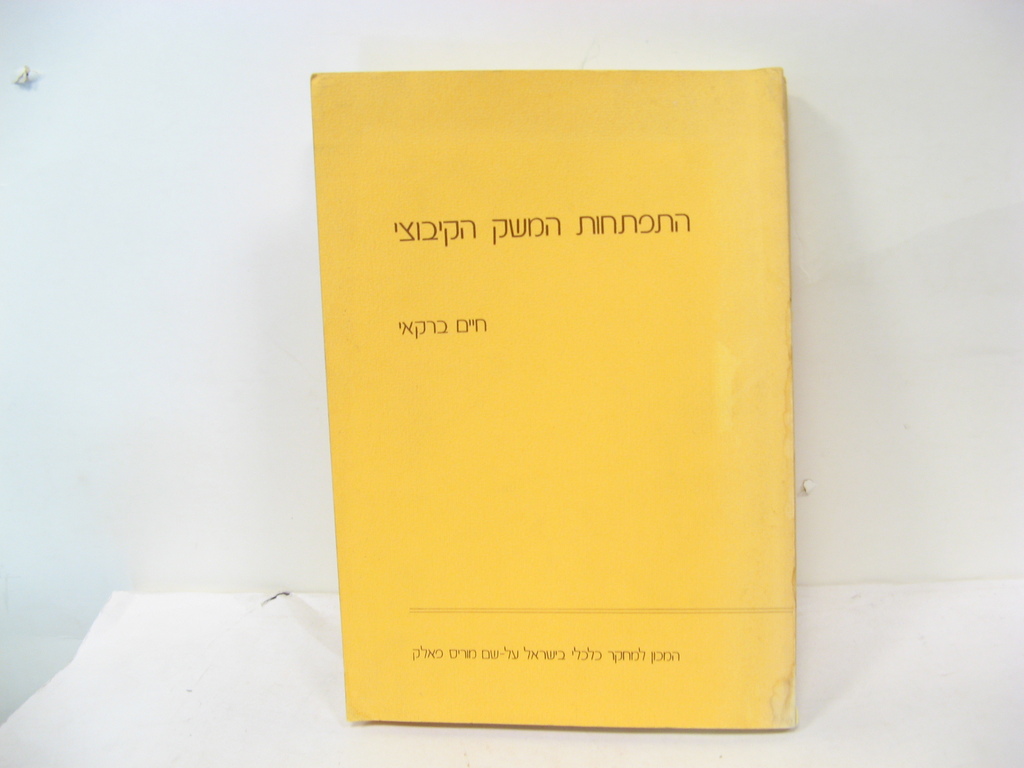 התפתחות המשק הקיבוצי
חיים ברקאי
המכון למחקר כלכלי בישראל על-שם מוריס פאלק